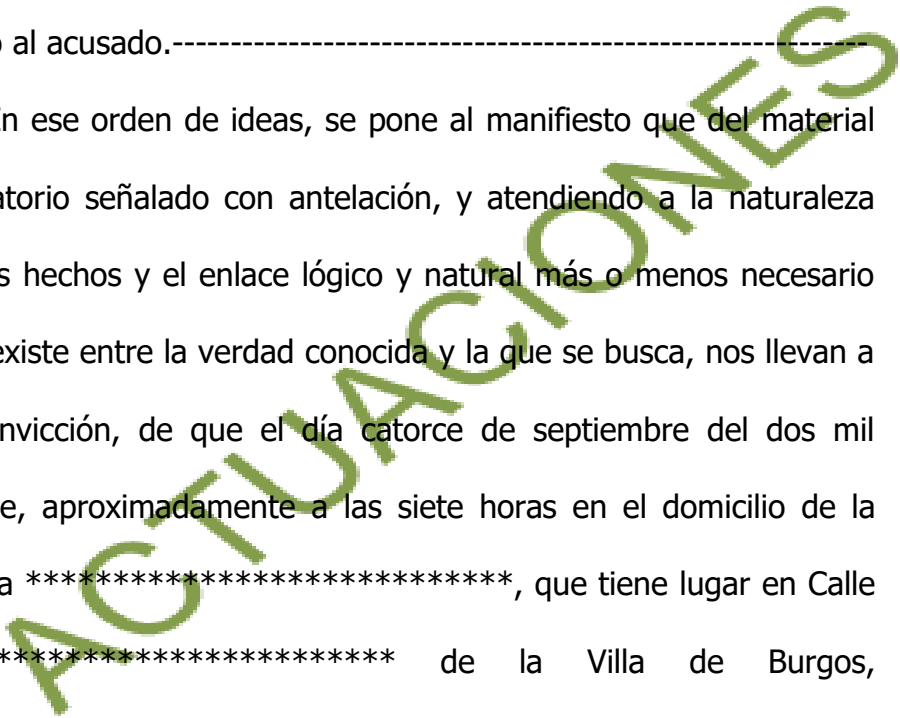 al acusado.------------------------------------------------------------
n ese orden de ideas, se pone al manifiesto que del material
atorio señalado con antelación, y atendiendo a la naturaleza
s hechos y el enlace lógico y natural más o menos necesario
existe entre la verdad conocida y la que se busca, nos llevan a
nvicción, de que el día catorce de septiembre del dos mil
e, aproximadamente a las siete horas en el domicilio de la
a ****************************, que tiene lugar en Calle
*********************** de la Villa de Burgos,
ACTUACIONES